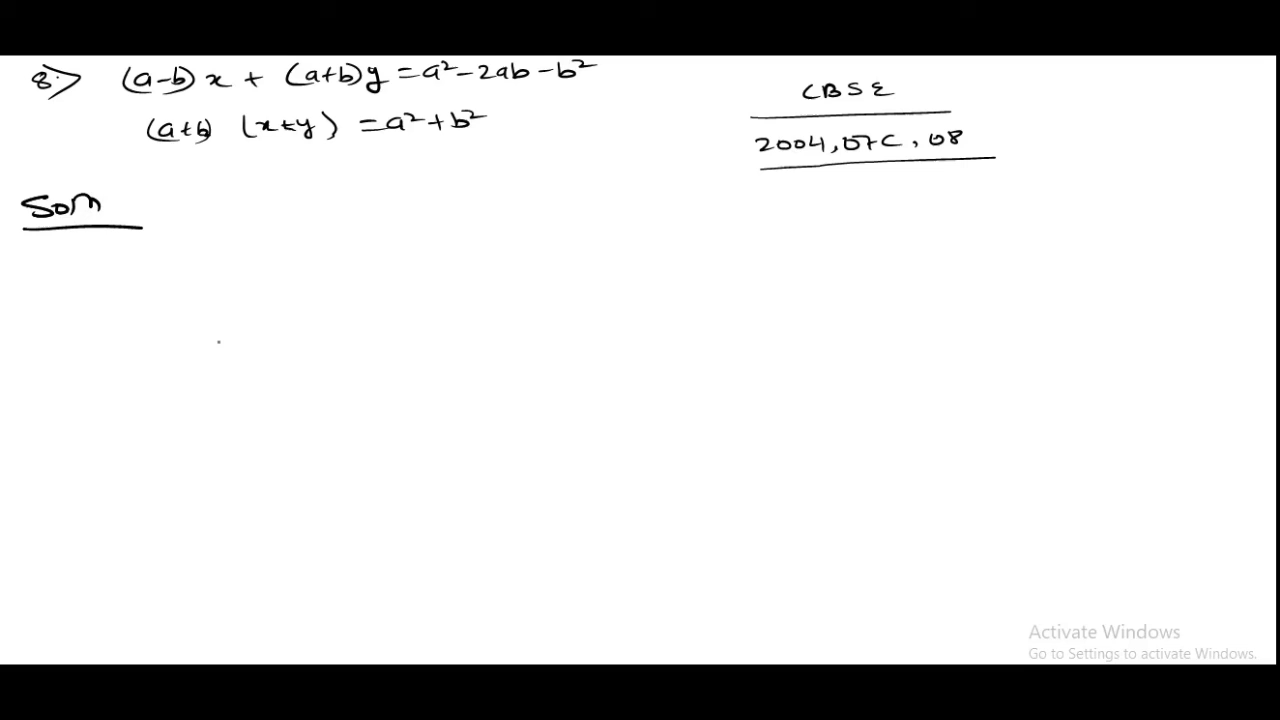 8.> (a-b) x + (a+b)y = a² - 2ab - b²
(a+b) (x+y) = a² + b²
CBSE
2004, 07C, 08
Soln
Activate Windows
Go to Settings to activate Windows.